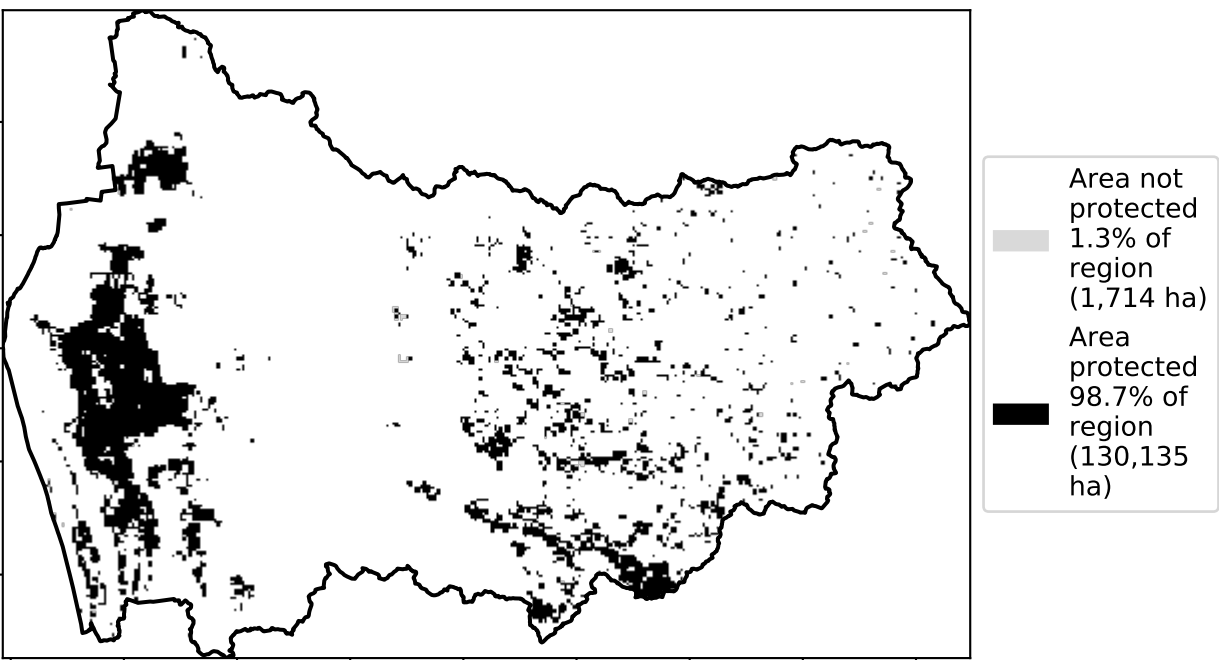 Area not
protected
1.3% of
region
(1,714 ha)
Area
protected
98.7% of
region
(130,135
ha)